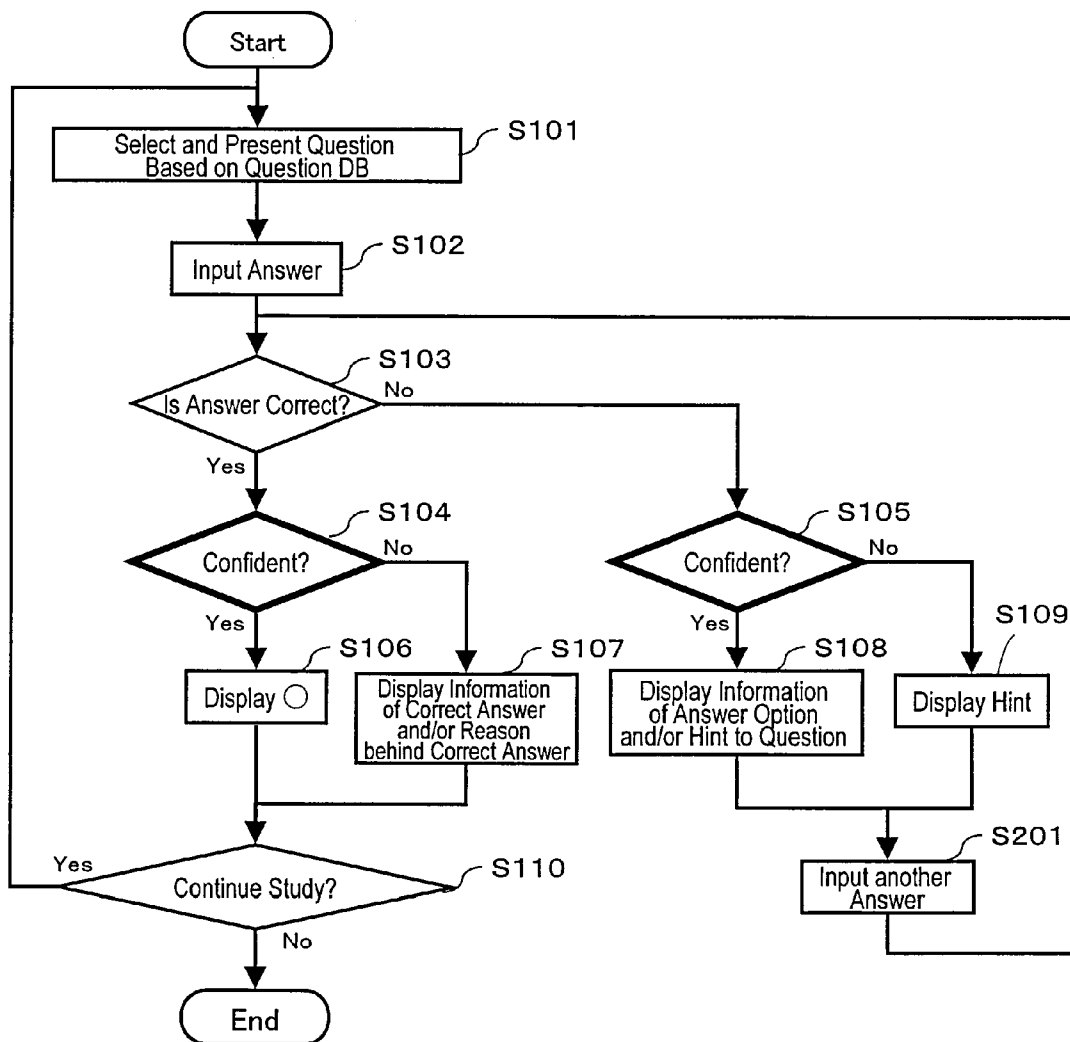 Start
S101
Select and Present Question
Based on Question DB
S102
Input Answer
S103
Is Answer Correct?
No
Yes
S104
Confident?
No
Yes
S105
Confident?
No
Yes
S106
Display ○
S107
Display Information
of Correct Answer
and/or Reason
behind Correct Answer
S108
Display Information
of Answer Option
and/or Hint to Question
S109
Display Hint
S201
Input another
Answer
S110
Yes
Continue Study?
No
End